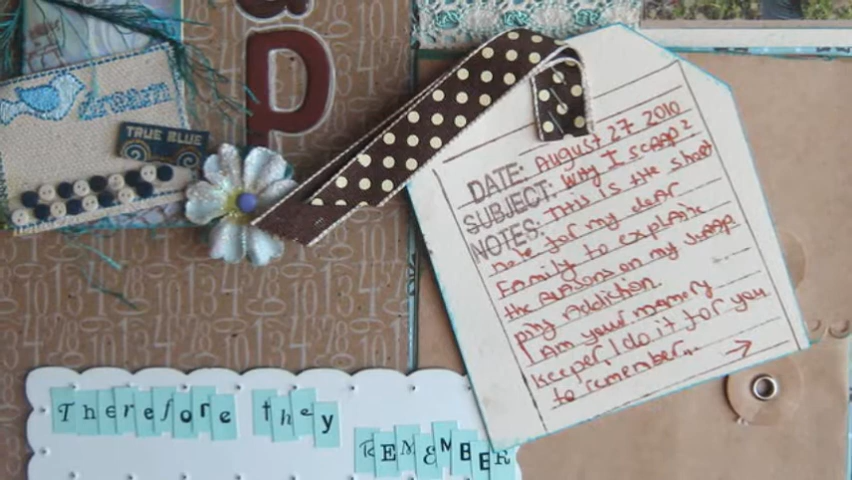 P
dream
TRUE BLUE
DATE: August 27 2010
SUBJECT: Why I scrap?
NOTES: This is the short
note for my dear
Family to explain
the reasons on my scrap
ping Addiction.
I Am your memory
keeper, I do it for you
to remember...
Therefore they
REMEMBER